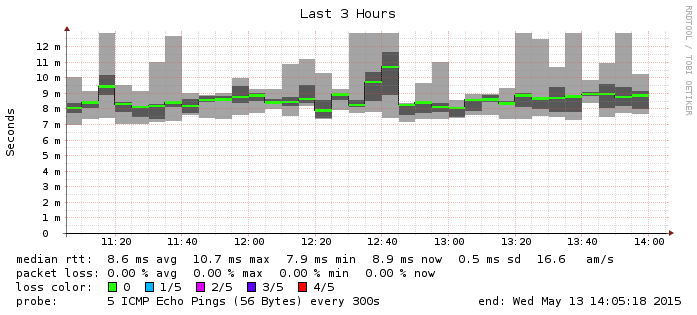 Last 3 Hours
RRDTOOL / TOBI OETIKER
Seconds
12 m
11 m
10 m
9 m
8 m
7 m
6 m
5 m
4 m
3 m
2 m
1 m
0
11:20 11:40 12:00 12:20 12:40 13:00 13:20 13:40 14:00
median rtt: 8.6 ms avg 10.7 ms max 7.9 ms min 8.9 ms now 0.5 ms sd 16.6 am/s
packet loss: 0.00 % avg 0.00 % max 0.00 % min 0.00 % now
loss color: 0 1/5 2/5 3/5 4/5
probe: 5 ICMP Echo Pings (56 Bytes) every 300s end: Wed May 13 14:05:18 2015